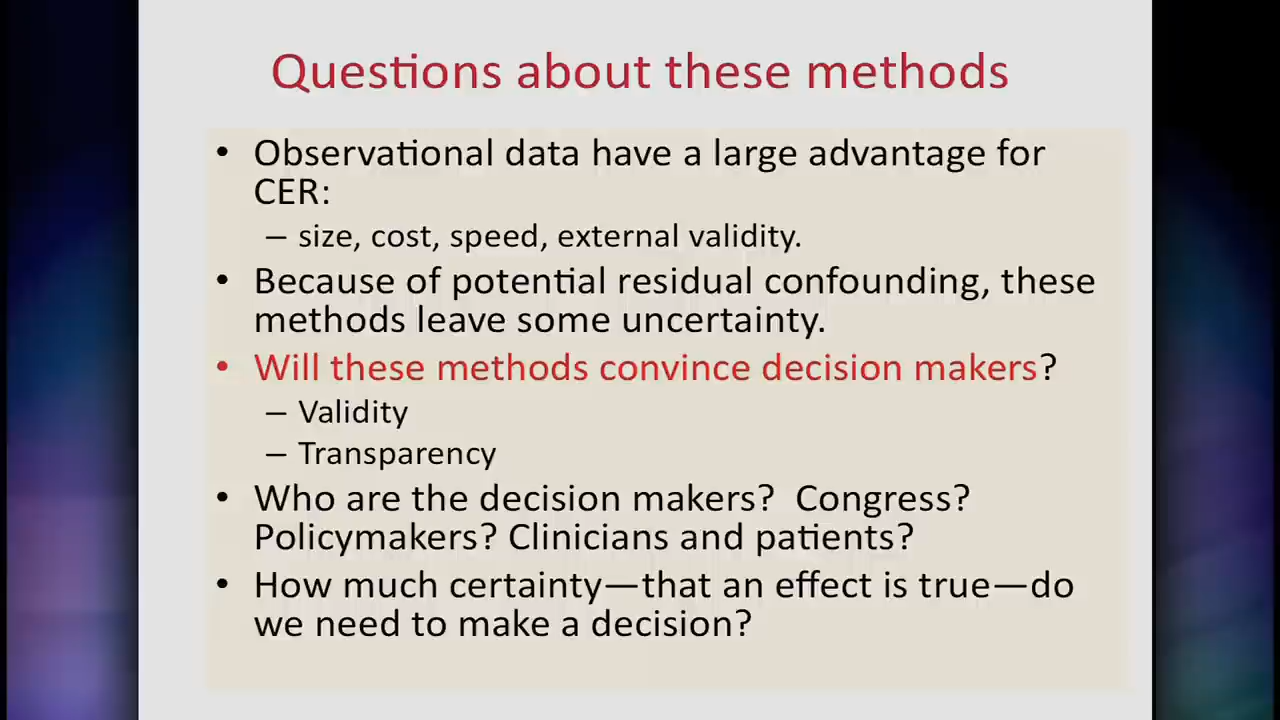 Questions about these methods
• Observational data have a large advantage for
CER:
– size, cost, speed, external validity.
• Because of potential residual confounding, these
methods leave some uncertainty.
• Will these methods convince decision makers?
– Validity
– Transparency
• Who are the decision makers?  Congress?
Policymakers? Clinicians and patients?
• How much certainty—that an effect is true—do
we need to make a decision?